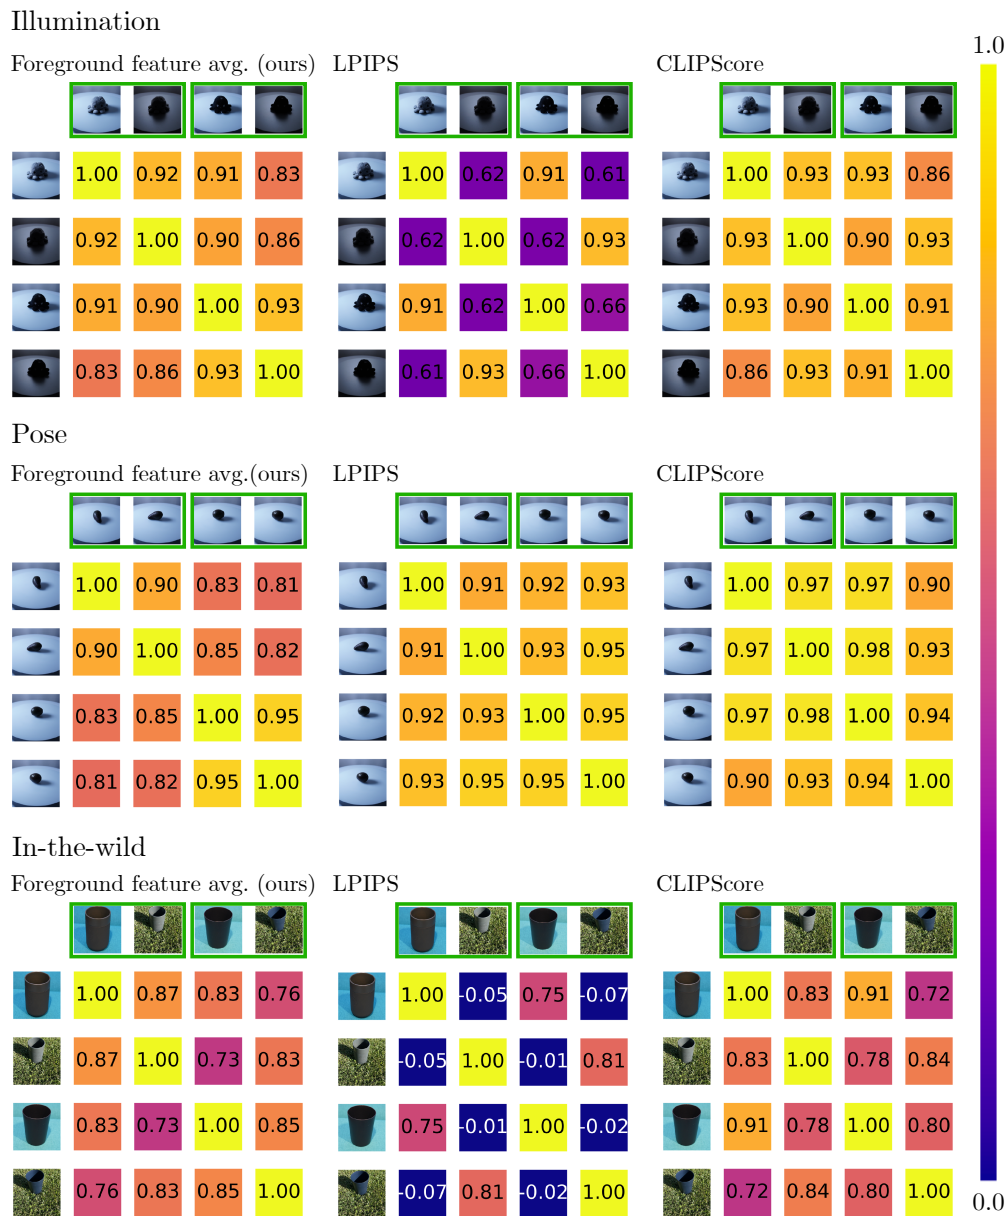 Illumination
Foreground feature avg. (ours) LPIPS CLIPScore
1.0
1.00 0.92 0.91 0.83 1.00 0.62 0.91 0.61 1.00 0.93 0.93 0.86
0.92 1.00 0.90 0.86 0.62 1.00 0.62 0.93 0.93 1.00 0.90 0.93
0.91 0.90 1.00 0.93 0.91 0.62 1.00 0.66 0.93 0.90 1.00 0.91
0.83 0.86 0.93 1.00 0.61 0.93 0.66 1.00 0.86 0.93 0.91 1.00
Pose
Foreground feature avg.(ours) LPIPS CLIPScore
1.00 0.90 0.83 0.81 1.00 0.91 0.92 0.93 1.00 0.97 0.97 0.90
0.90 1.00 0.85 0.82 0.91 1.00 0.93 0.95 0.97 1.00 0.98 0.93
0.83 0.85 1.00 0.95 0.92 0.93 1.00 0.95 0.97 0.98 1.00 0.94
0.81 0.82 0.95 1.00 0.93 0.95 0.95 1.00 0.90 0.93 0.94 1.00
In-the-wild
Foreground feature avg. (ours) LPIPS CLIPScore
1.00 0.87 0.83 0.76 1.00 -0.05 0.75 -0.07 1.00 0.83 0.91 0.72
0.87 1.00 0.73 0.83 -0.05 1.00 -0.01 0.81 0.83 1.00 0.78 0.84
0.83 0.73 1.00 0.85 0.75 -0.01 1.00 -0.02 0.91 0.78 1.00 0.80
0.76 0.83 0.85 1.00 -0.07 0.81 -0.02 1.00 0.72 0.84 0.80 1.00
0.0